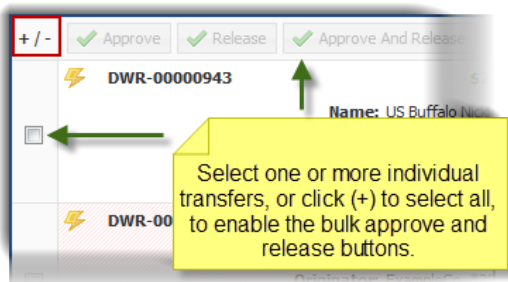 + / - Approve Release Approve And Release
DWR-00000943
Name: US Buffalo
Select one or more individual
transfers, or click (+) to select all,
to enable the bulk approve and
release buttons.
DWR-00